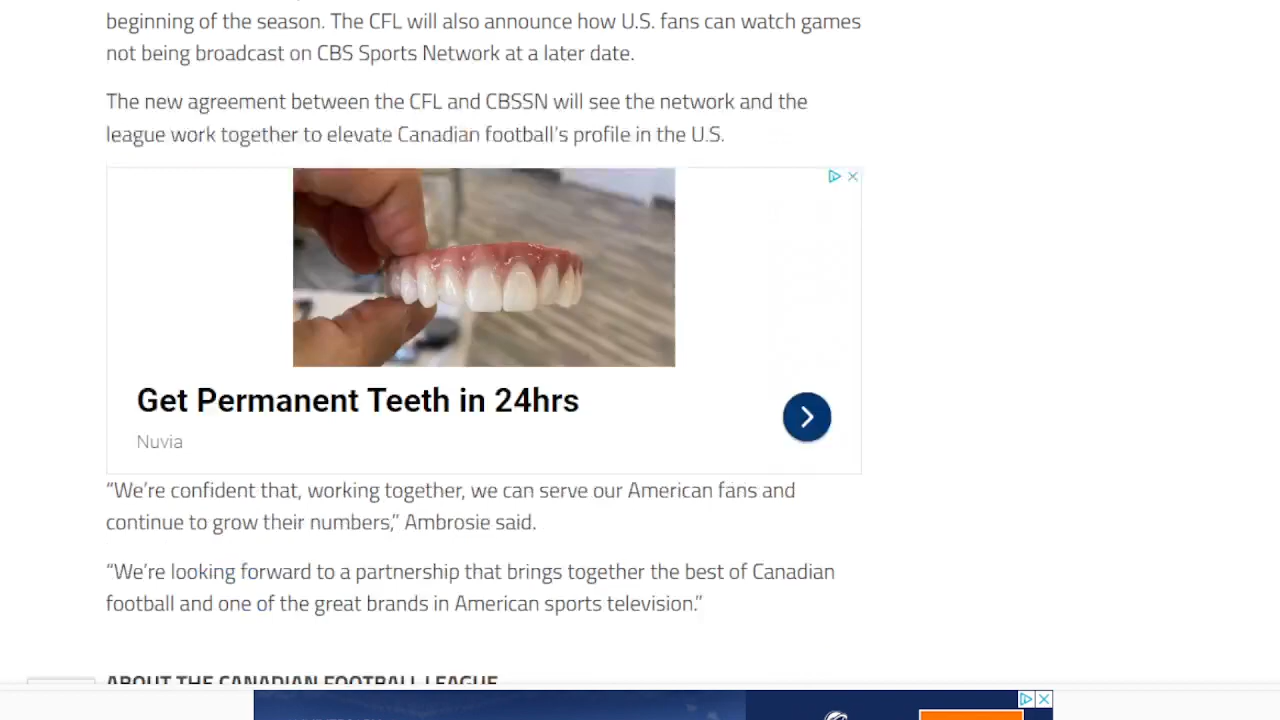 beginning of the season. The CFL will also announce how U.S. fans can watch games
not being broadcast on CBS Sports Network at a later date.
The new agreement between the CFL and CBSSN will see the network and the
league work together to elevate Canadian football's profile in the U.S.
Get Permanent Teeth in 24hrs
Nuvia
“We're confident that, working together, we can serve our American fans and
continue to grow their numbers,” Ambrosie said.
“We're looking forward to a partnership that brings together the best of Canadian
football and one of the great brands in American sports television.”
ABOUT THE CANADIAN FOOTBALL LEAGUE